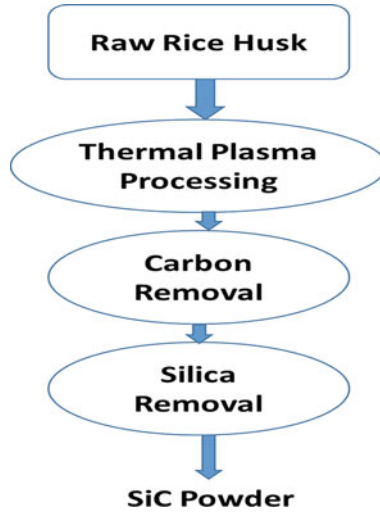 Raw Rice Husk
Thermal Plasma
Processing
Carbon
Removal
Silica
Removal
SiC Powder